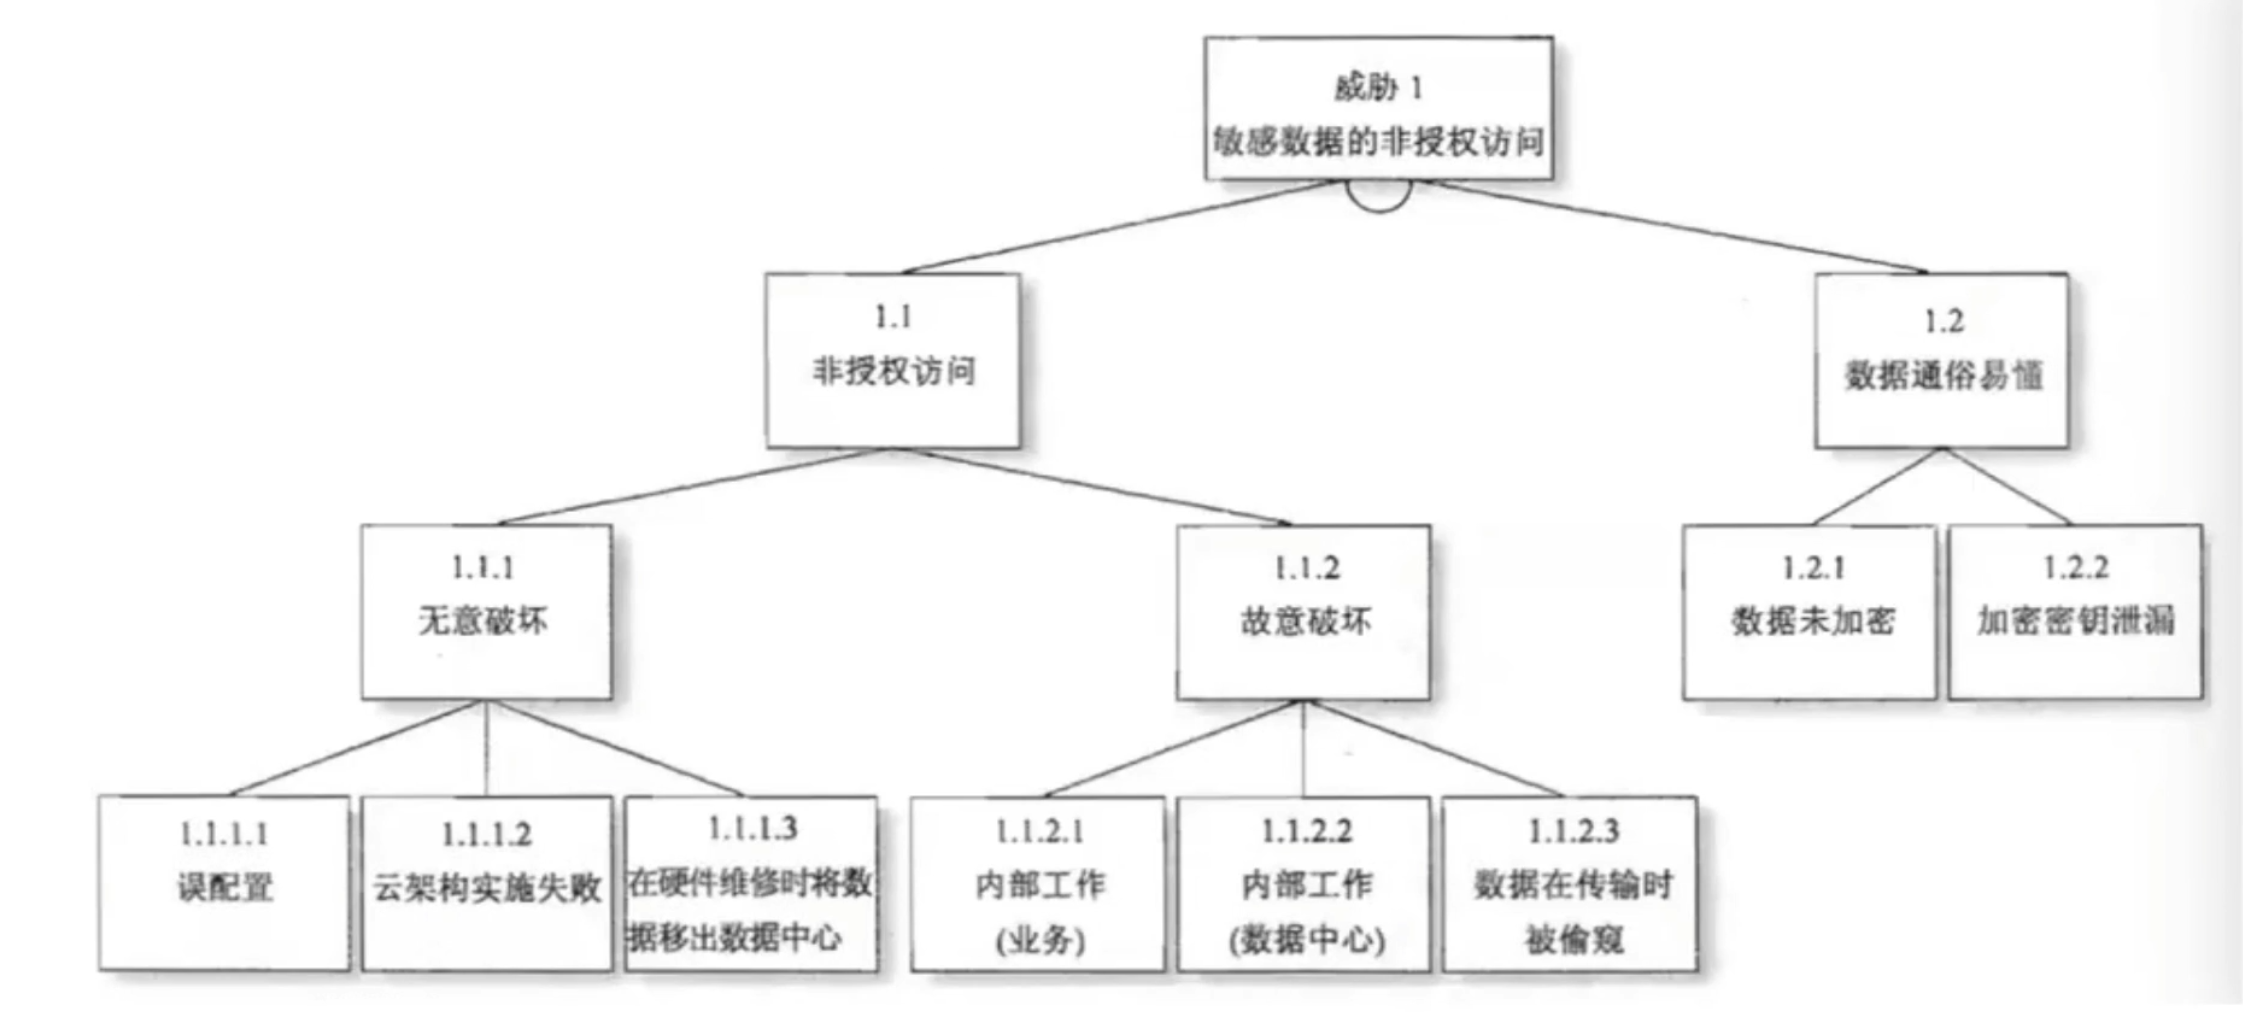 威胁 1
敏感数据的非授权访问
1.1
非授权访问
1.2
数据通俗易懂
1.1.1
无意破坏
1.1.2
故意破坏
1.2.1
数据未加密
1.2.2
加密密钥泄漏
1.1.1.1
误配置
1.1.1.2
云架构实施失败
1.1.1.3
在硬件维修时将数
据移出数据中心
1.1.2.1
内部工作
(业务)
1.1.2.2
内部工作
(数据中心)
1.1.2.3
数据在传输时
被偷窥